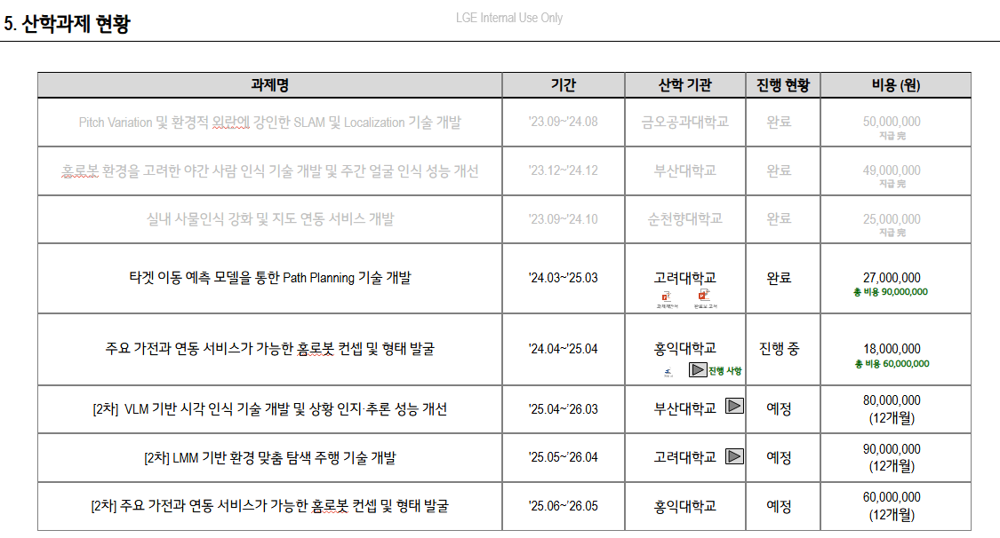 LGE Internal Use Only
5. 산학과제 현황
과제명 기간 산학 기관 진행 현황 비용 (원)
Pitch Variation 및 환경적 외란에 강인한 SLAM 및 Localization 기술 개발 '23.09~'24.08 금오공과대학교 완료 50,000,000
지급 完
홈로봇 환경을 고려한 야간 사람 인식 기술 개발 및 주간 얼굴 인식 성능 개선 '23.12~'24.12 부산대학교 완료 49,000,000
지급 完
실내 사물인식 강화 및 지도 연동 서비스 개발 '23.09~'24.10 순천향대학교 완료 25,000,000
지급 完
타겟 이동 예측 모델을 통한 Path Planning 기술 개발 '24.03~'25.03 고려대학교 완료 27,000,000
총 비용 90,000,000
주요 가전과 연동 서비스가 가능한 홈로봇 컨셉 및 형태 발굴 '24.04~'25.04 홍익대학교 진행 중 18,000,000
진행 사항 총 비용 60,000,000
[2차] VLM 기반 시각 인식 기술 개발 및 상황 인지·추론 성능 개선 '25.04~'26.03 부산대학교 예정 80,000,000
(12개월)
[2차] LMM 기반 환경 맞춤 탐색 주행 기술 개발 '25.05~'26.04 고려대학교 예정 90,000,000
(12개월)
[2차] 주요 가전과 연동 서비스가 가능한 홈로봇 컨셉 및 형태 발굴 '25.06~'26.05 홍익대학교 예정 60,000,000
(12개월)